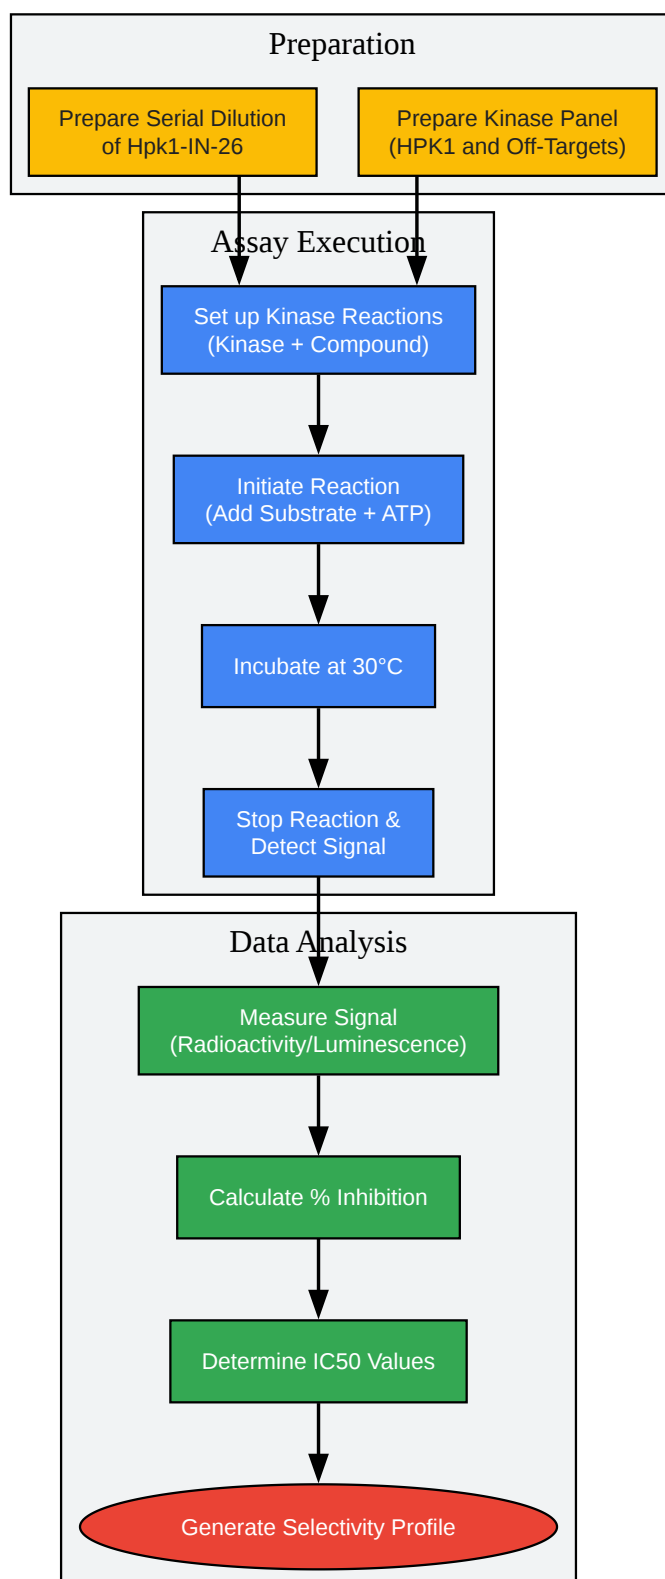 Preparation
Prepare Serial Dilution
of Hpk1-IN-26
Prepare Kinase Panel
(HPK1 and Off-Targets)
Assay Execution
Set up Kinase Reactions
(Kinase + Compound)
Initiate Reaction
(Add Substrate + ATP)
Incubate at 30°C
Stop Reaction &
Detect Signal
Data Analysis
Measure Signal
(Radioactivity/Luminescence)
Calculate % Inhibition
Determine IC50 Values
Generate Selectivity Profile